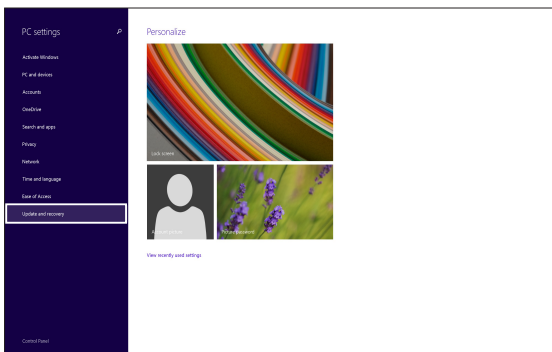 PC settings
Activate Windows
PC and devices
Accounts
OneDrive
Search and apps
Privacy
Network
Time and language
Ease of Access
Update and recovery
Control Panel
Personalize
Lock screen
Account picture
Picture password
View recently used settings